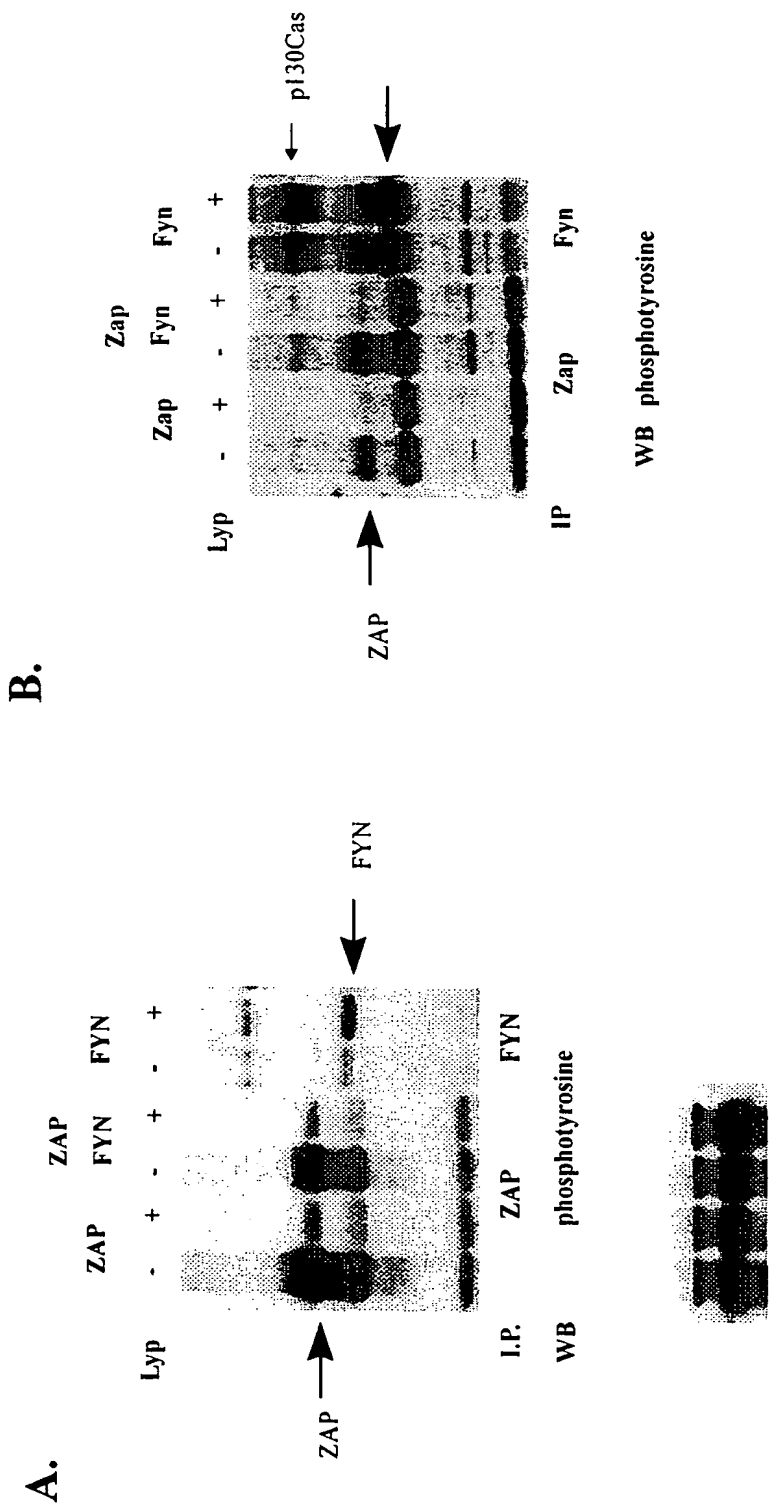 A.
ZAP
ZAP
FYN
FYN
Lyp - + - + - +
ZAP
FYN
I.P. ZAP FYN
WB phosphotyrosine
B.
Zap
Zap
Fyn
Fyn
Lyp - + - + - +
p130Cas
ZAP
IP Zap Fyn
WB phosphotyrosine